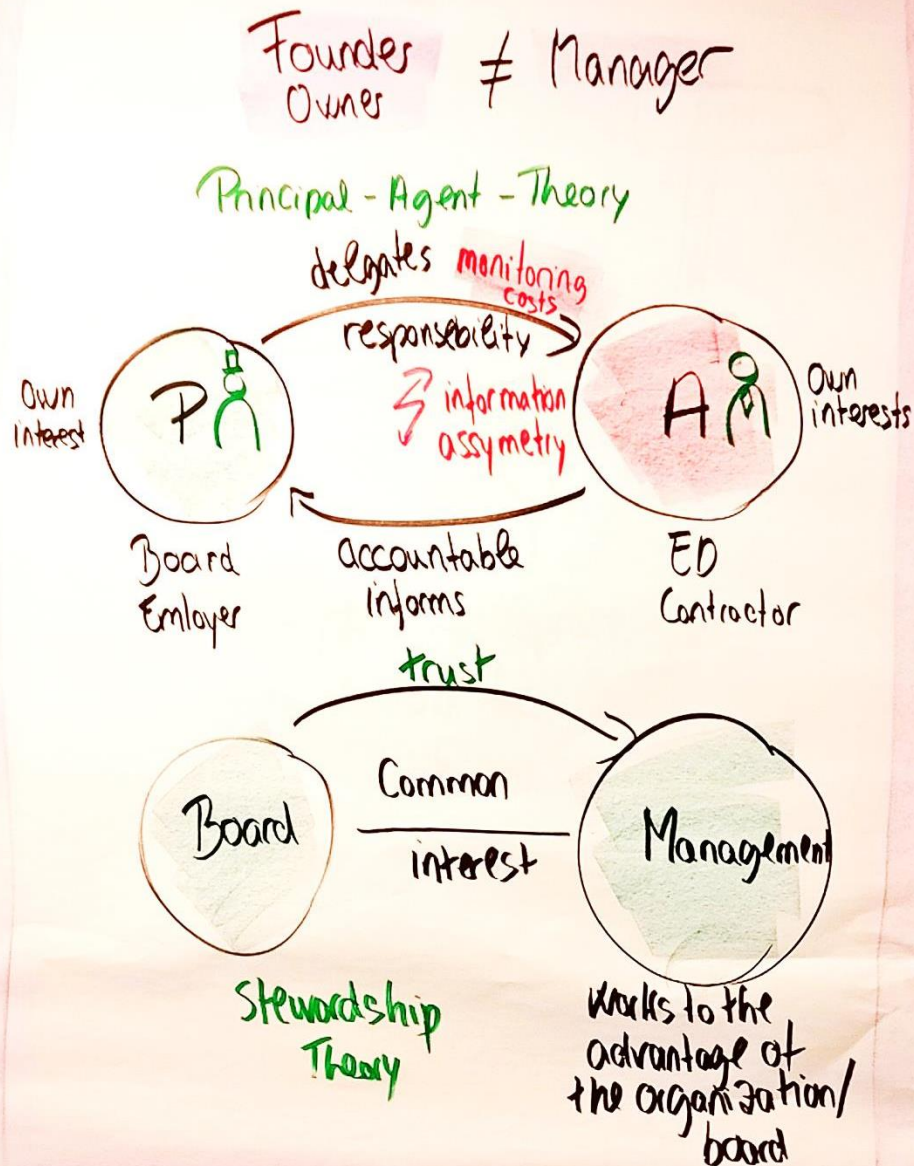 Founder ≠ Manager
Owner
Principal-Agent-Theory
delgates monitoring
costs
responsebility
Own
interest
P
information
assymetry
A
Own
interests
Board
Emloyer
accountable
informs
ED
Contractor
trust
Board
Common
interest
Management
Stewardship
Theory
works to the
advantage of
the organization/
board